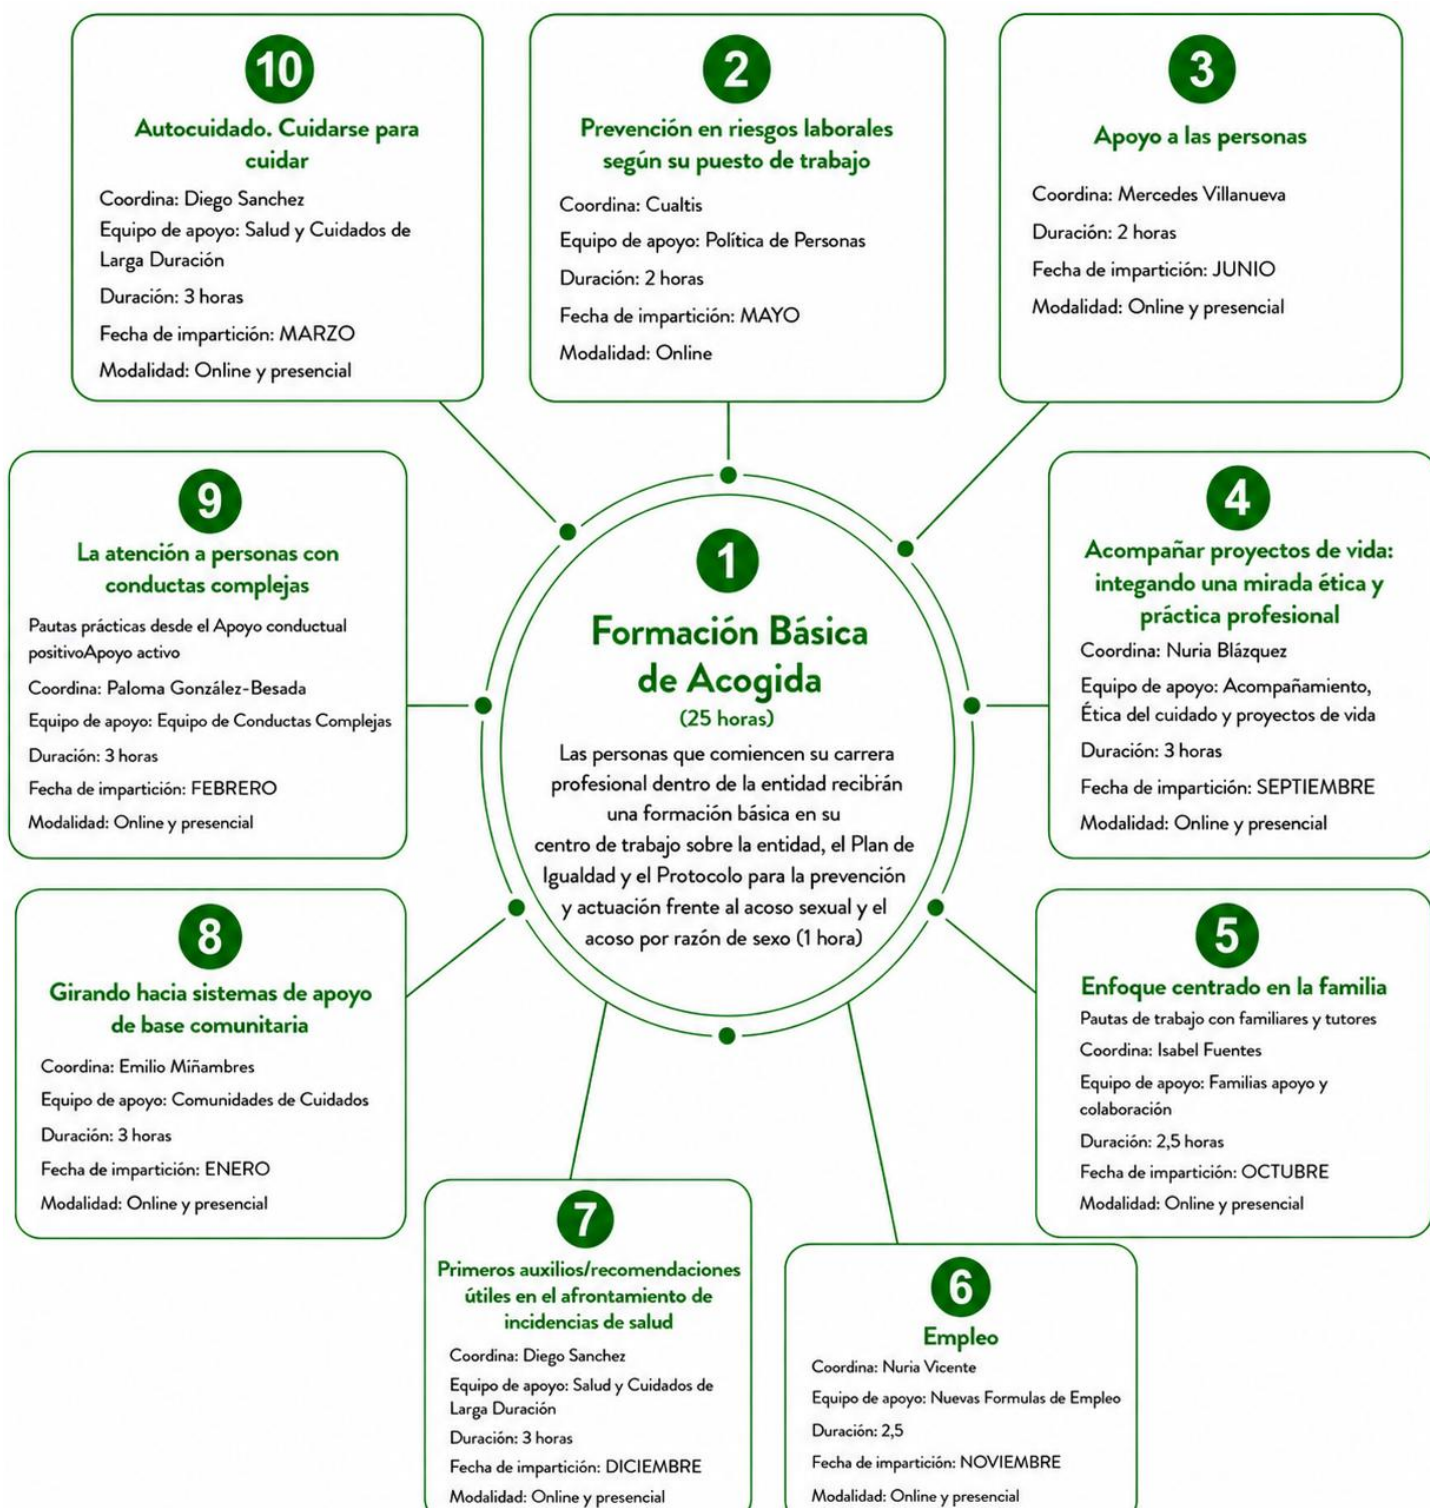 10
Autocuidado. Cuidarse para
cuidar
Coordina: Diego Sanchez
Equipo de apoyo: Salud y Cuidados de
Larga Duración
Duración: 3 horas
Fecha de impartición: MARZO
Modalidad: Online y presencial
2
Prevención en riesgos laborales
según su puesto de trabajo
Coordina: Cualtis
Equipo de apoyo: Política de Personas
Duración: 2 horas
Fecha de impartición: MAYO
Modalidad: Online
3
Apoyo a las personas
Coordina: Mercedes Villanueva
Duración: 2 horas
Fecha de impartición: JUNIO
Modalidad: Online y presencial
9
La atención a personas con
conductas complejas
Pautas prácticas desde el Apoyo conductual
positivoApoyo activo
Coordina: Paloma González-Besada
Equipo de apoyo: Equipo de Conductas Complejas
Duración: 3 horas
Fecha de impartición: FEBRERO
Modalidad: Online y presencial
1
Formación Básica
de Acogida
(25 horas)
Las personas que comiencen su carrera
profesional dentro de la entidad recibirán
una formación básica en su
centro de trabajo sobre la entidad, el Plan de
Igualdad y el Protocolo para la prevención
y actuación frente al acoso sexual y el
acoso por razón de sexo (1 hora)
4
Acompañar proyectos de vida:
integando una mirada ética y
práctica profesional
Coordina: Nuria Blázquez
Equipo de apoyo: Acompañamiento,
Ética del cuidado y proyectos de vida
Duración: 3 horas
Fecha de impartición: SEPTIEMBRE
Modalidad: Online y presencial
8
Girando hacia sistemas de apoyo
de base comunitaria
Coordina: Emilio Míñambres
Equipo de apoyo: Comunidades de Cuidados
Duración: 3 horas
Fecha de impartición: ENERO
Modalidad: Online y presencial
5
Enfoque centrado en la familia
Pautas de trabajo con familiares y tutores
Coordina: Isabel Fuentes
Equipo de apoyo: Familias apoyo y
colaboración
Duración: 2,5 horas
Fecha de impartición: OCTUBRE
Modalidad: Online y presencial
7
Primeros auxilios/recomendaciones
útiles en el afrontamiento de
incidencias de salud
Coordina: Diego Sanchez
Equipo de apoyo: Salud y Cuidados de
Larga Duración
Duración: 3 horas
Fecha de impartición: DICIEMBRE
Modalidad: Online y presencial
6
Empleo
Coordina: Nuria Vicente
Equipo de apoyo: Nuevas Formulas de Empleo
Duración: 2,5
Fecha de impartición: NOVIEMBRE
Modalidad: Online y presencial